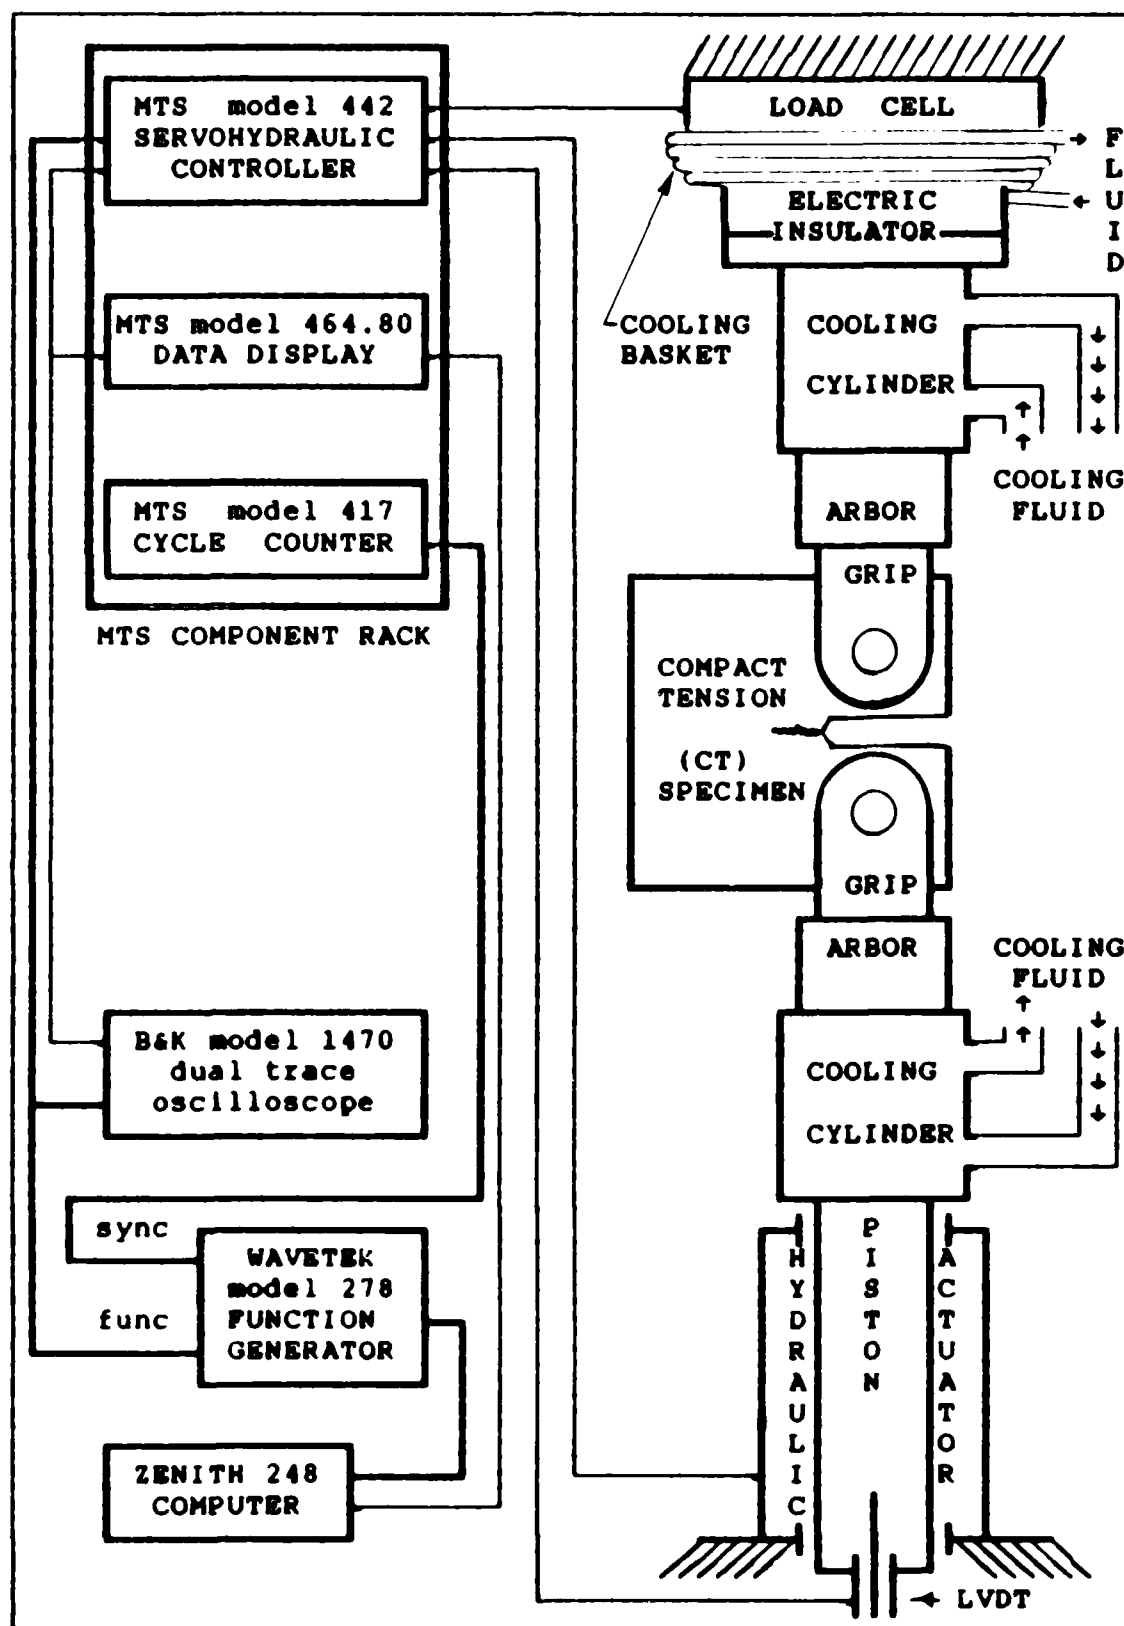 MTS model 442
SERVOHYDRAULIC
CONTROLLER
MTS model 464.80
DATA DISPLAY
MTS model 417
CYCLE COUNTER
MTS COMPONENT RACK
B&K model 1470
dual trace
oscilloscope
sync
func
WAVETEK
model 278
FUNCTION
GENERATOR
ZENITH 248
COMPUTER
LOAD CELL
FLUID
ELECTRIC
INSULATOR
COOLING
BASKET
COOLING
CYLINDER
COOLING
FLUID
ARBOR
GRIP
COMPACT
TENSION
(CT)
SPECIMEN
GRIP
ARBOR
COOLING
FLUID
COOLING
CYLINDER
HYDRAULIC
PISTON
ACTUATOR
LVDT